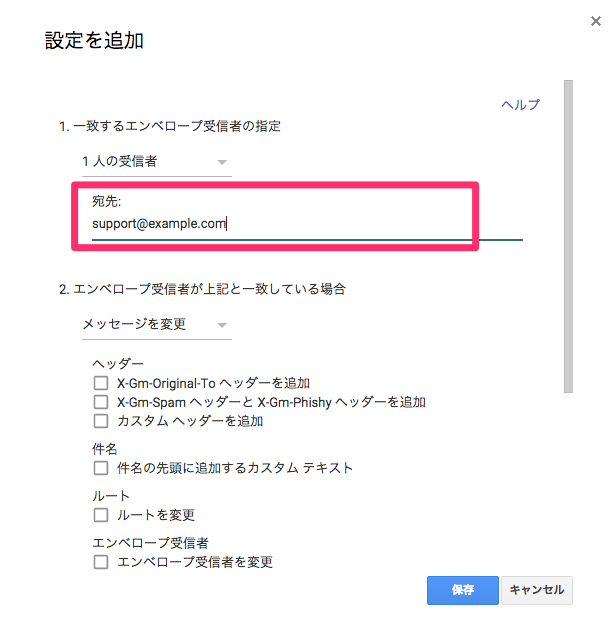 設定を追加
ヘルプ
1. 一致するエンベロープ受信者の指定
1 人の受信者
宛先:
support@example.com
2. エンベロープ受信者が上記と一致している場合
メッセージを変更
ヘッダー
X-Gm-Original-To ヘッダーを追加
X-Gm-Spam ヘッダーと X-Gm-Phishy ヘッダーを追加
カスタム ヘッダーを追加
件名
件名の先頭に追加するカスタム テキスト
ルート
ルートを変更
エンベロープ受信者
エンベロープ受信者を変更
保存 キャンセル